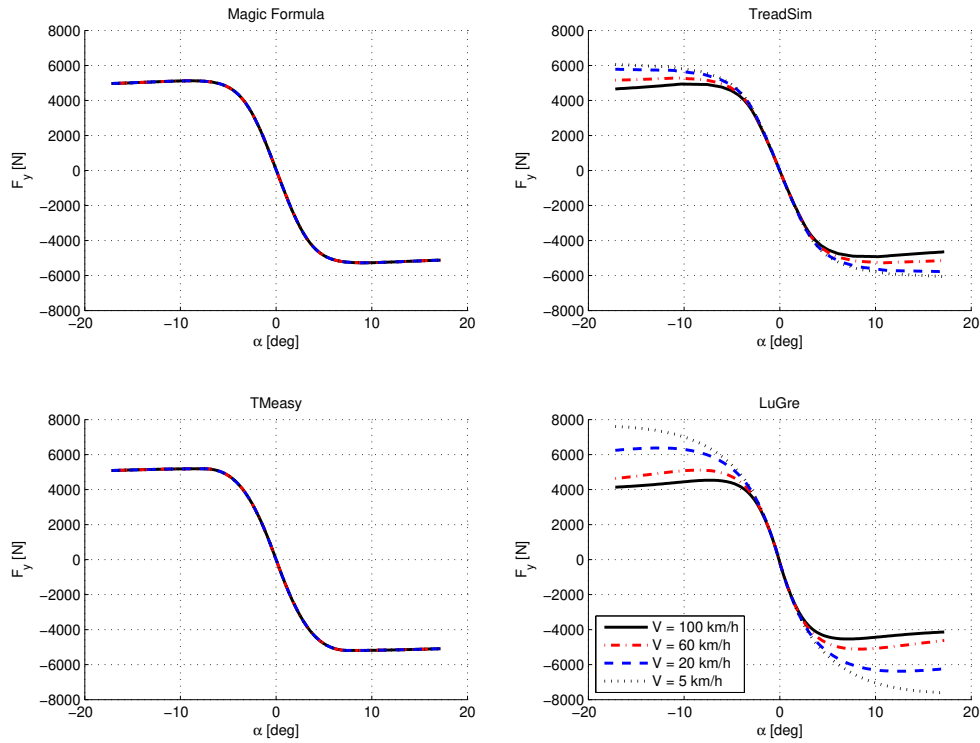 Magic Formula
8000
6000
4000
2000
0
−2000
−4000
−6000
−8000
F_y [N]
−20 −10 0 10 20
α [deg]
TreadSim
8000
6000
4000
2000
0
−2000
−4000
−6000
−8000
F_y [N]
−20 −10 0 10 20
α [deg]
TMeasy
8000
6000
4000
2000
0
−2000
−4000
−6000
−8000
F_y [N]
−20 −10 0 10 20
α [deg]
LuGre
8000
6000
4000
2000
0
−2000
−4000
−6000
−8000
F_y [N]
V = 100 km/h
V = 60 km/h
V = 20 km/h
V = 5 km/h
−20 −10 0 10 20
α [deg]